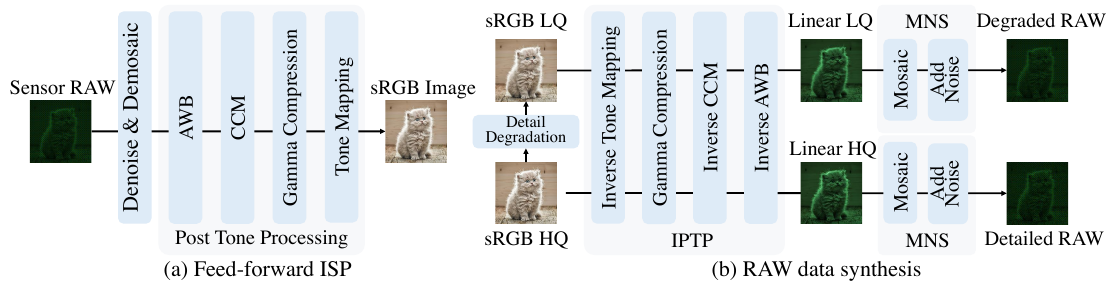 Sensor RAW
Denoise & Demosaic
AWB
CCM
Gamma Compression
Tone Mapping
sRGB Image
Post Tone Processing
(a) Feed-forward ISP
sRGB LQ
Detail
Degradation
sRGB HQ
Inverse Tone Mapping
Gamma Compression
Inverse CCM
Inverse AWB
IPTP
Linear LQ
Linear HQ
MNS
Mosaic
Add
Noise
Degraded RAW
Mosaic
Add
Noise
MNS
Detailed RAW
(b) RAW data synthesis